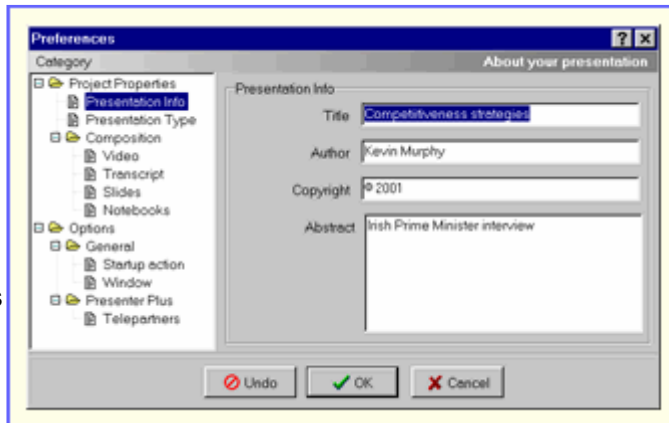 Preferences
Category
About your presentation
Project Properties
Presentation Info
Presentation Type
Composition
Video
Transcript
Slides
Notebooks
Options
General
Startup action
Window
Presenter Plus
Telepartners
Presentation Info
Title Competitiveness strategies
Author Kevin Murphy
Copyright © 2001
Abstract Irish Prime Minister interview
Undo OK Cancel
s